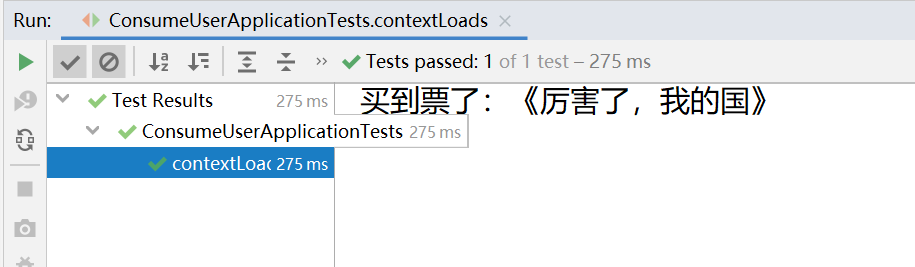 Run: ConsumeUserApplicationTests.contextLoads
Tests passed: 1 of 1 test – 275 ms
Test Results 275 ms
ConsumeUserApplicationTests 275 ms
contextLoad 275 ms
买到票了：《厉害了，我的国》